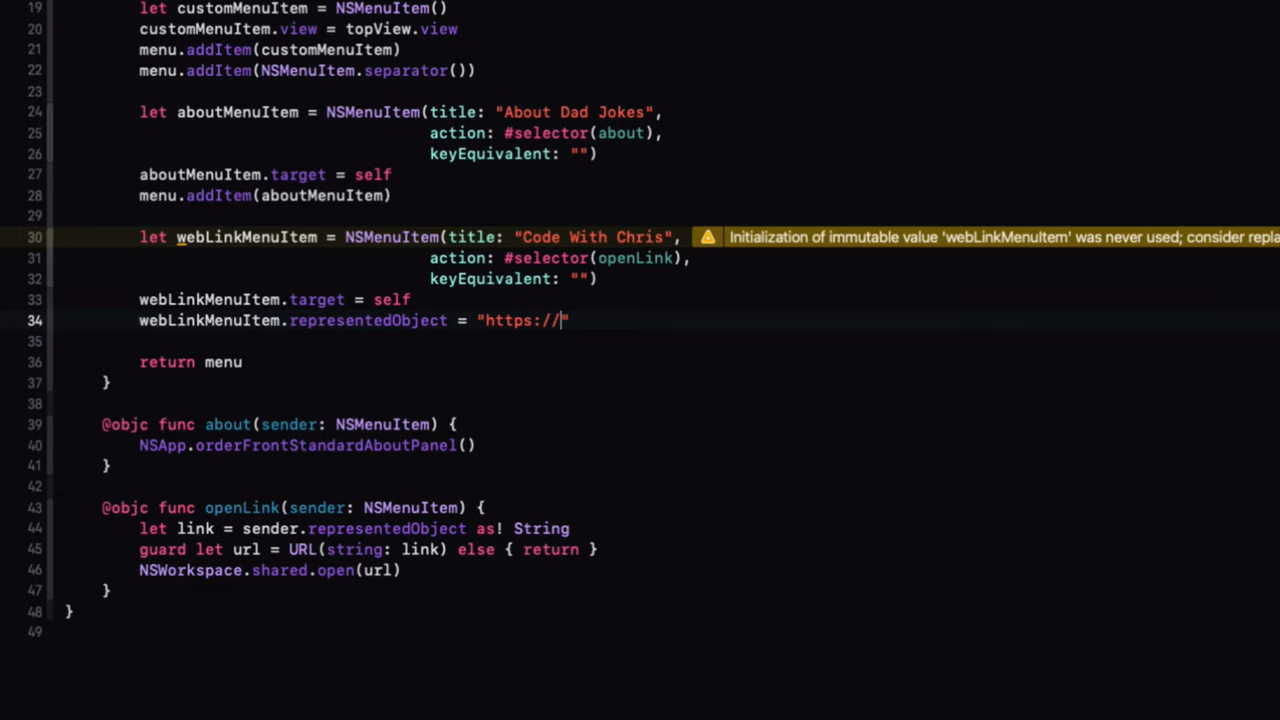 19 let customMenuItem = NSMenuItem()
20 customMenuItem.view = topView.view
21 menu.addItem(customMenuItem)
22 menu.addItem(NSMenuItem.separator())
23
24 let aboutMenuItem = NSMenuItem(title: "About Dad Jokes",
25 action: #selector(about),
26 keyEquivalent: "")
27 aboutMenuItem.target = self
28 menu.addItem(aboutMenuItem)
29
30 let webLinkMenuItem = NSMenuItem(title: "Code With Chris", Initialization of immutable value 'webLinkMenuItem' was never used; consider repla
31 action: #selector(openLink),
32 keyEquivalent: "")
33 webLinkMenuItem.target = self
34 webLinkMenuItem.representedObject = "https://"
35
36 return menu
37 }
38
39 @objc func about(sender: NSMenuItem) {
40 NSApp.orderFrontStandardAboutPanel()
41 }
42
43 @objc func openLink(sender: NSMenuItem) {
44 let link = sender.representedObject as! String
45 guard let url = URL(string: link) else { return }
46 NSWorkspace.shared.open(url)
47 }
48 }
49